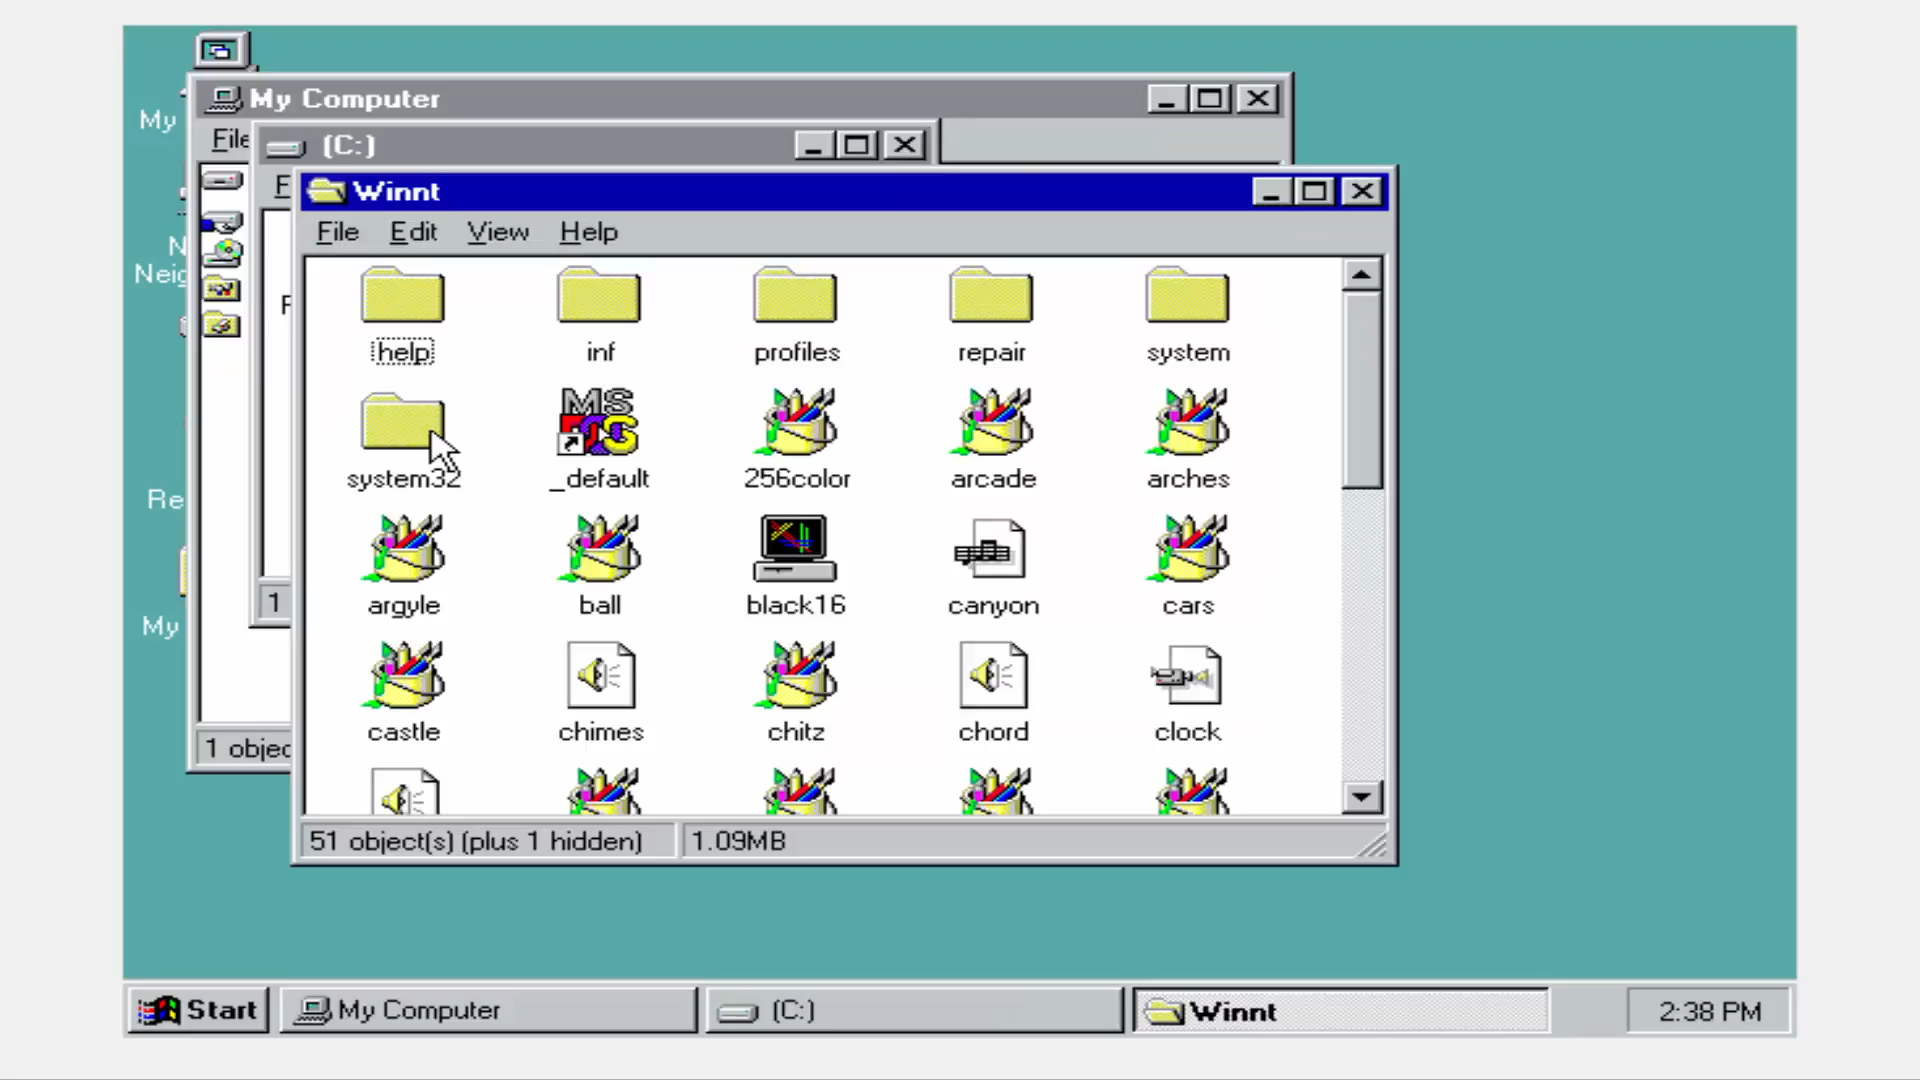 My Computer
My
File
(C:)
F
Winnt
File Edit View Help
N
Neig
F
help inf profiles repair system
system32 _default 256color arcade arches
MS
Re
argyle ball black16 canyon cars
1
My
castle chimes chitz chord clock
1 objec
51 object(s) (plus 1 hidden) 1.09MB
Start My Computer (C:) Winnt 2:38 PM